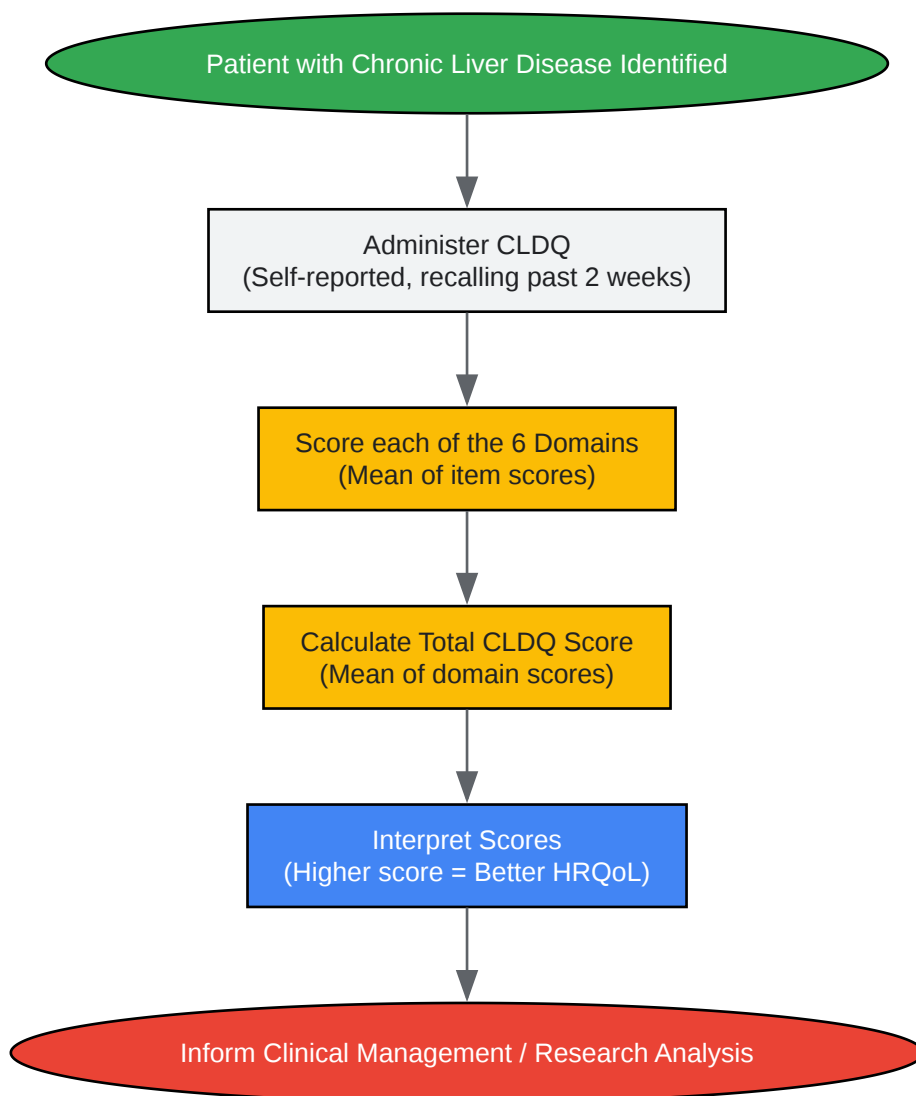 Patient with Chronic Liver Disease Identified
Administer CLDQ
(Self-reported, recalling past 2 weeks)
Score each of the 6 Domains
(Mean of item scores)
Calculate Total CLDQ Score
(Mean of domain scores)
Interpret Scores
(Higher score = Better HRQoL)
Inform Clinical Management / Research Analysis